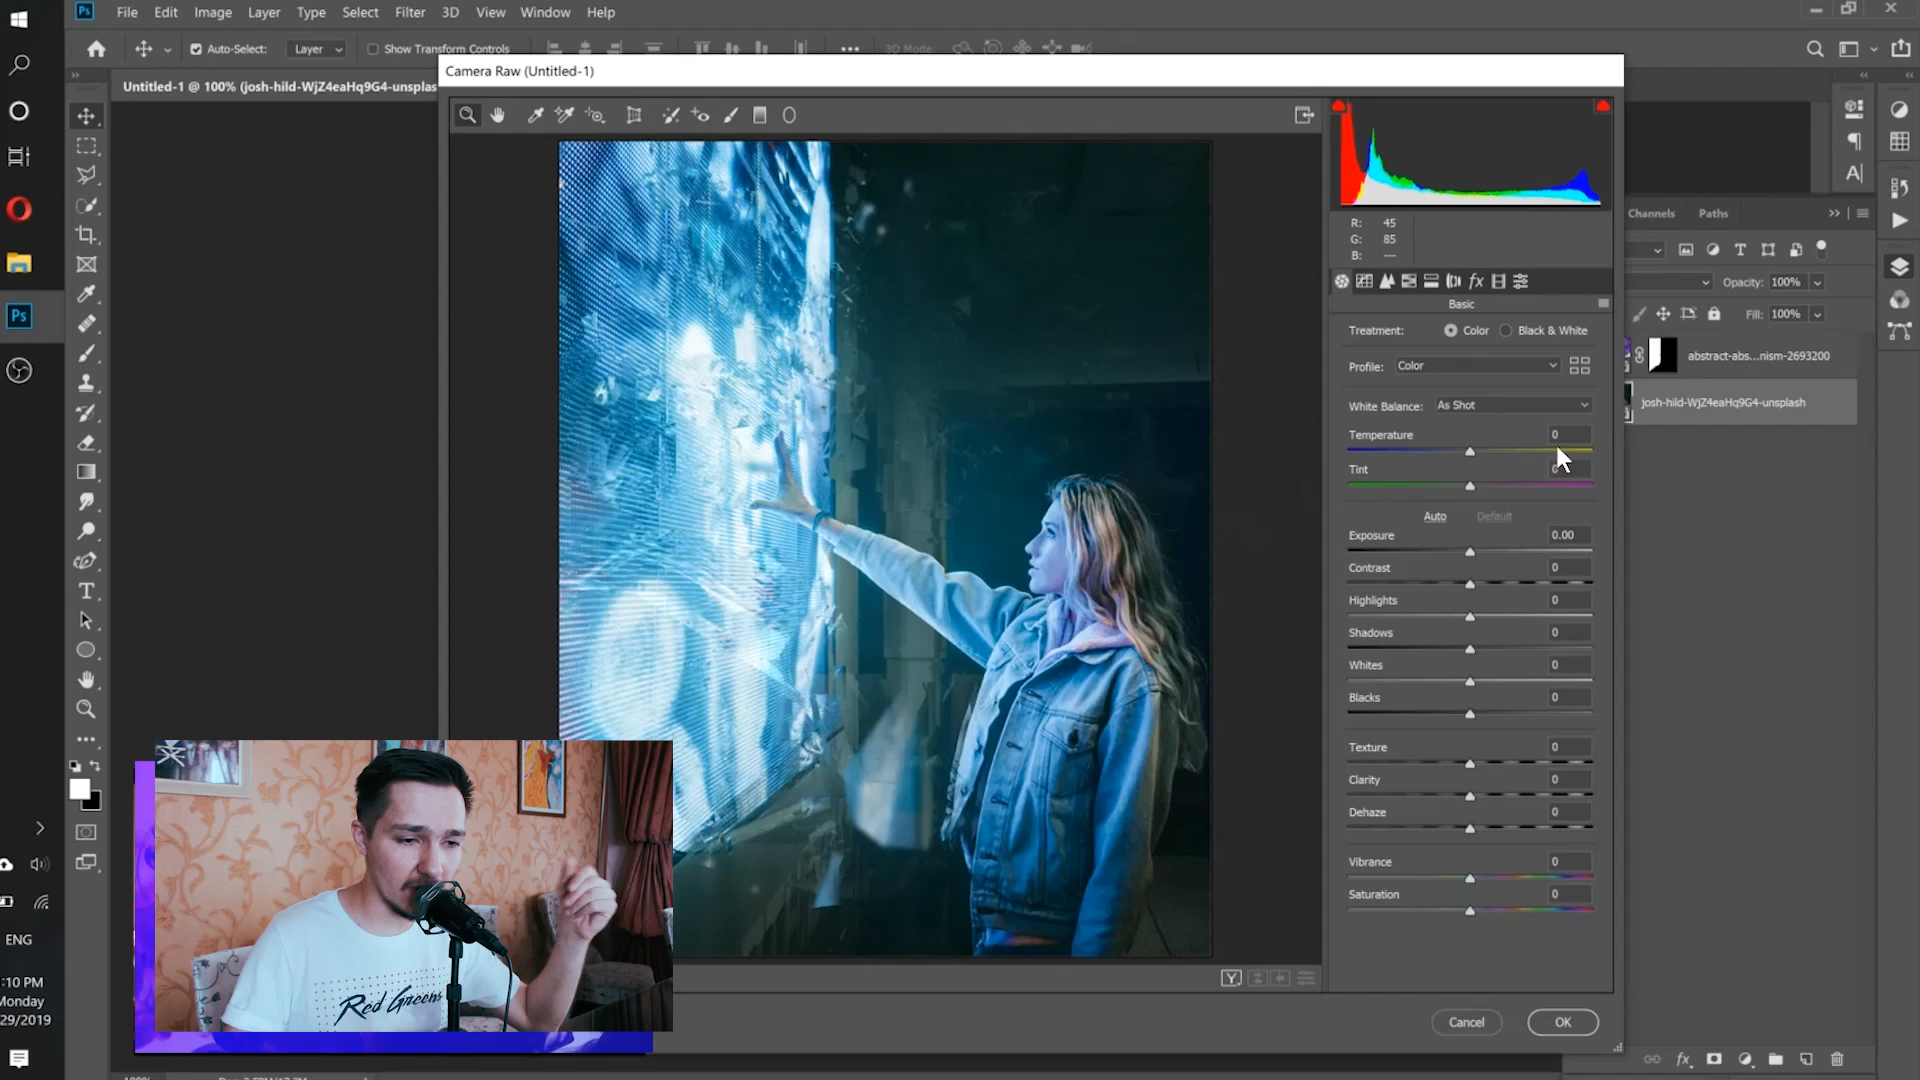 Ps File Edit Image Layer Type Select Filter 3D View Window Help
Auto-Select: Layer Show Transform Controls 3D Mode:
Untitled-1 @ 100% (josh-hild-WjZ4eaHq9G4-unsplas
Camera Raw (Untitled-1)
R: 45
G: 85
B: ---
Basic
Treatment: Color Black & White
Profile: Color
White Balance: As Shot
Temperature 0
Tint
Auto Default
Exposure 0.00
Contrast 0
Highlights 0
Shadows 0
Whites 0
Blacks 0
Texture 0
Clarity 0
Dehaze 0
Vibrance 0
Saturation 0
Cancel OK
Channels Paths
Opacity: 100%
Fill: 100%
abstract-abs...nism-2693200
josh-hild-WjZ4eaHq9G4-unsplash
Ps
ENG
:10 PM
Monday
29/2019
Red Greens